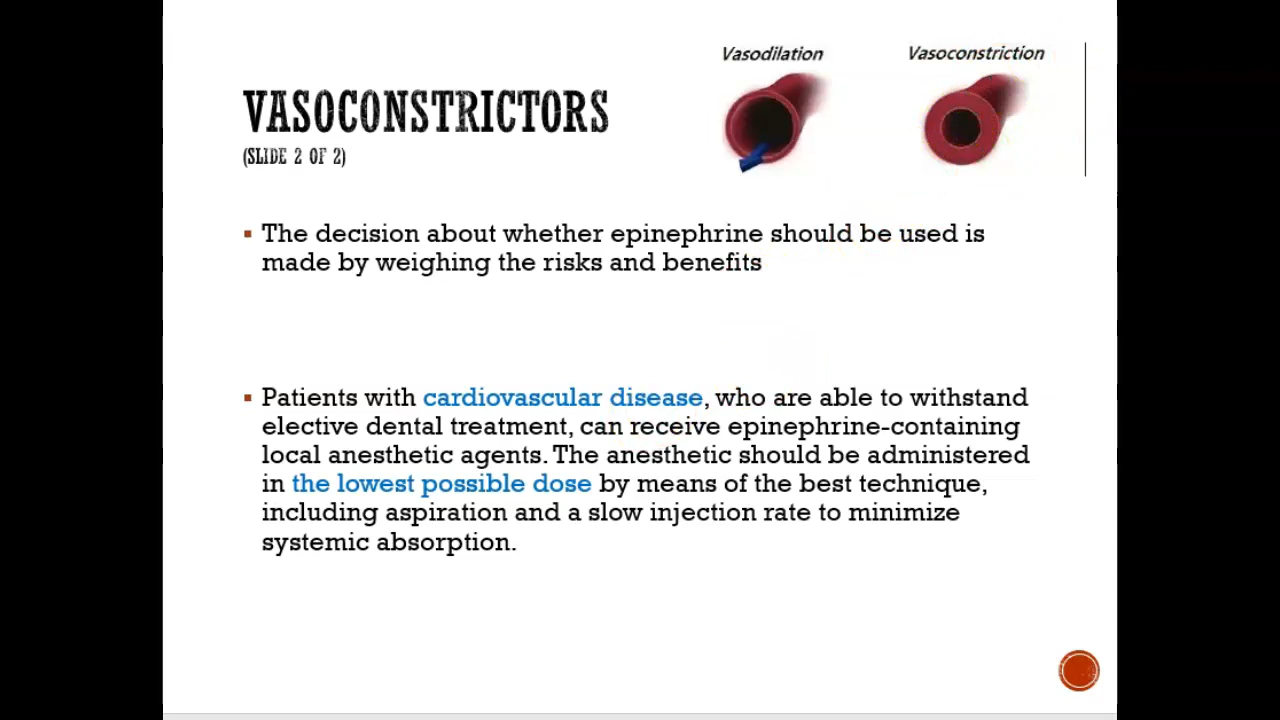 Vasodilation Vasoconstriction
VASOCONSTRICTORS
(SLIDE 2 OF 2)
▪ The decision about whether epinephrine should be used is
made by weighing the risks and benefits
▪ Patients with cardiovascular disease, who are able to withstand
elective dental treatment, can receive epinephrine-containing
local anesthetic agents. The anesthetic should be administered
in the lowest possible dose by means of the best technique,
including aspiration and a slow injection rate to minimize
systemic absorption.